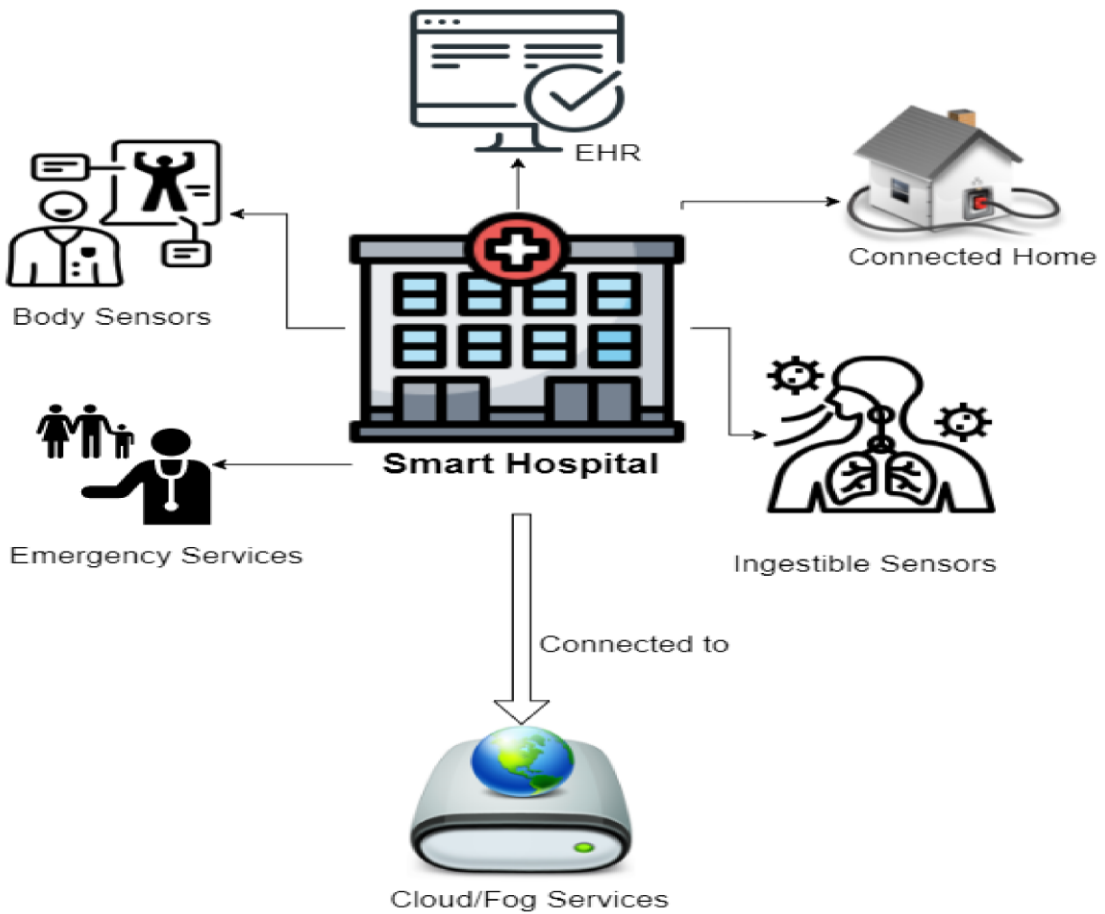 EHR
Connected Home
Body Sensors
Smart Hospital
Emergency Services
Ingestible Sensors
Connected to
Cloud/Fog Services